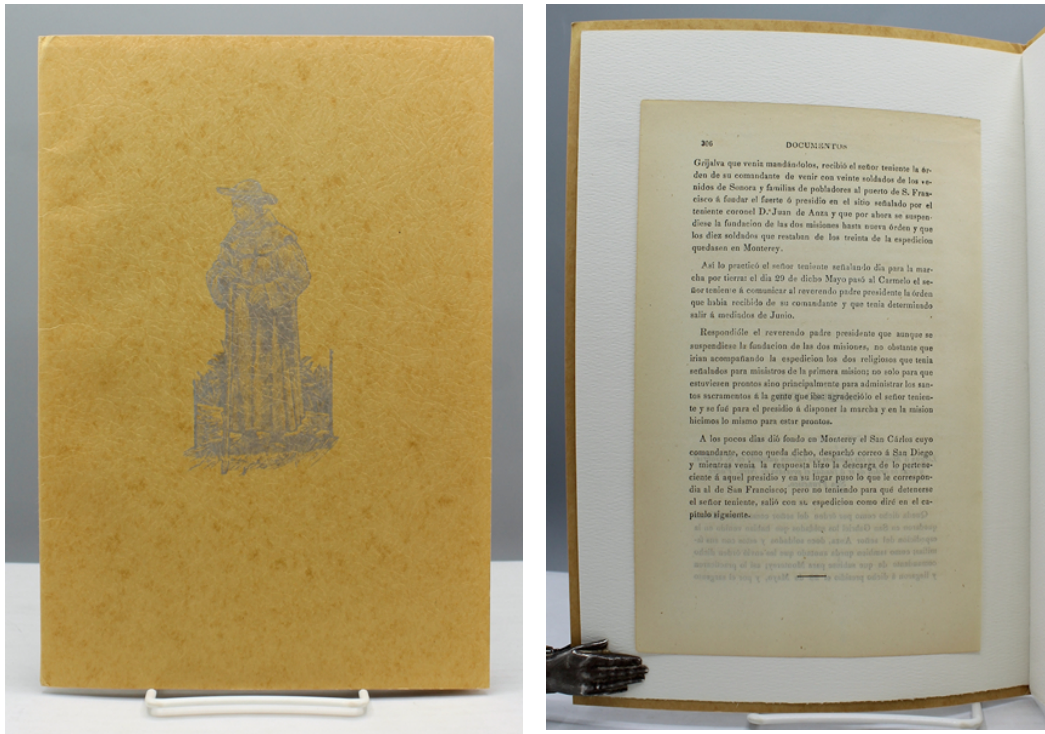 306 DOCUMENTOS
Grijalva que venia mandándolos, recibió el señor teniente la ór-
den de su comandante de venir con veinte soldados de los ve-
nidos de Sonora y familias de pobladores al puerto de S. Fran-
cisco á fundar el fuerte ó presidio en el sitio señalado por el
teniente coronel D.ⁿ Juan de Anza y que por ahora se suspen-
diese la fundacion de las dos misiones hasta nueva órden y que
los diez soldados que restaban de los treinta de la espedicion
quedasen en Monterey.
Asi lo practicó el señor teniente señalando dia para la mar-
cha por tierra: el dia 29 de dicho Mayo pasó al Carmelo el se-
ñor teniente á comunicar al reverendo padre presidente la órden
que habia recibido de su comandante y que tenia determinado
salir á mediados de Junio.
Respondióle el reverendo padre presidente que aunque se
suspendiese la fundacion de las dos misiones, no obstante que
irian acompañando la espedicion los dos religiosos que tenia
señalados para ministros de la primera mision; no solo para que
estuviesen prontos sino principalmente para administrar los san-
tos sacramentos á la gente que iba: agradeciólo el señor tenien-
te y se fué para el presidio á disponer la marcha y en la mision
hicimos lo mismo para estar prontos.
A los pocos dias dió fondo en Monterey el San Cárlos cuyo
comandante, como queda dicho, despachó correo á San Diego
y mientras venia la respuesta hizo la descarga de lo pertene-
ciente á aquel presidio y en su lugar puso lo que le correspon-
dia al de San Francisco; pero no teniendo para qué detenerse
el señor teniente, salió con su espedicion como diré en el ca-
pítulo siguiente.